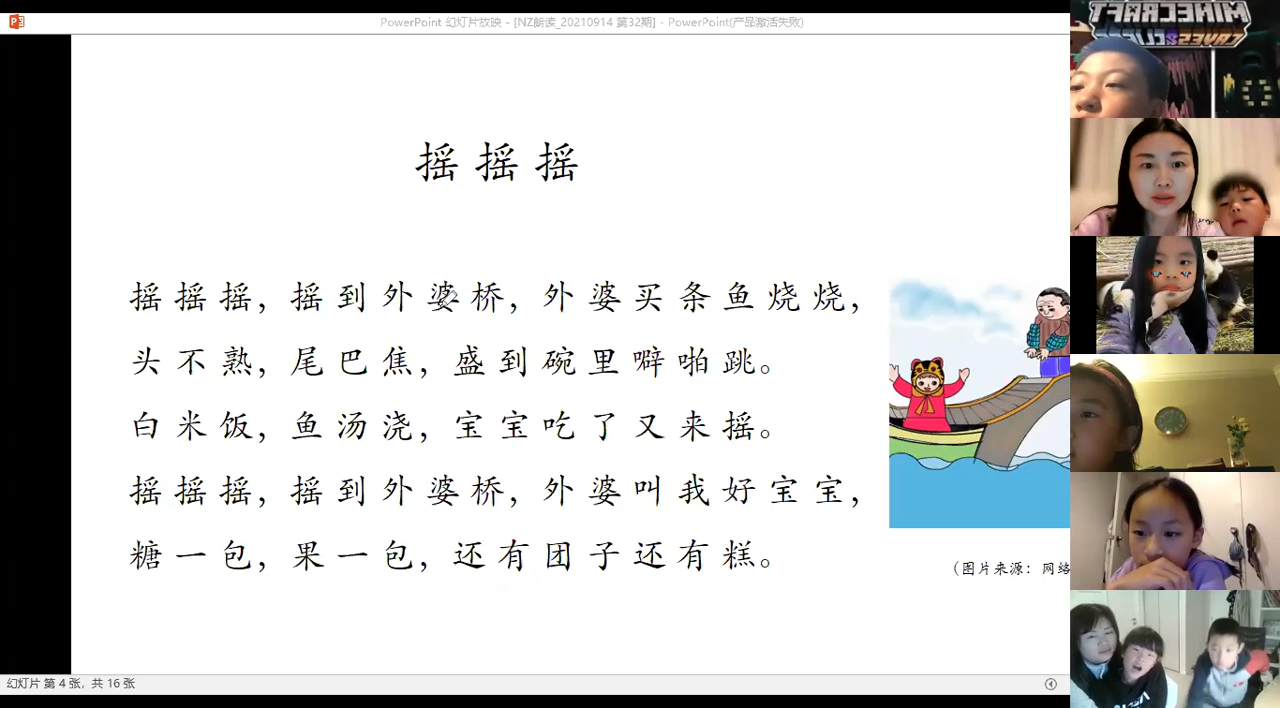 PowerPoint 幻灯片放映 - [NZ朗读_20210914 第32期] - PowerPoint(产品激活失败)
MINECRAFT
CAVES & CLIFFS
摇摇摇
摇摇摇，摇到外婆桥，外婆买条鱼烧烧，
头不熟，尾巴焦，盛到碗里噼啪跳。
白米饭，鱼汤浇，宝宝吃了又来摇。
摇摇摇，摇到外婆桥，外婆叫我好宝宝，
糖一包，果一包，还有团子还有糕。
（图片来源：网络
幻灯片 第 4 张，共 16 张